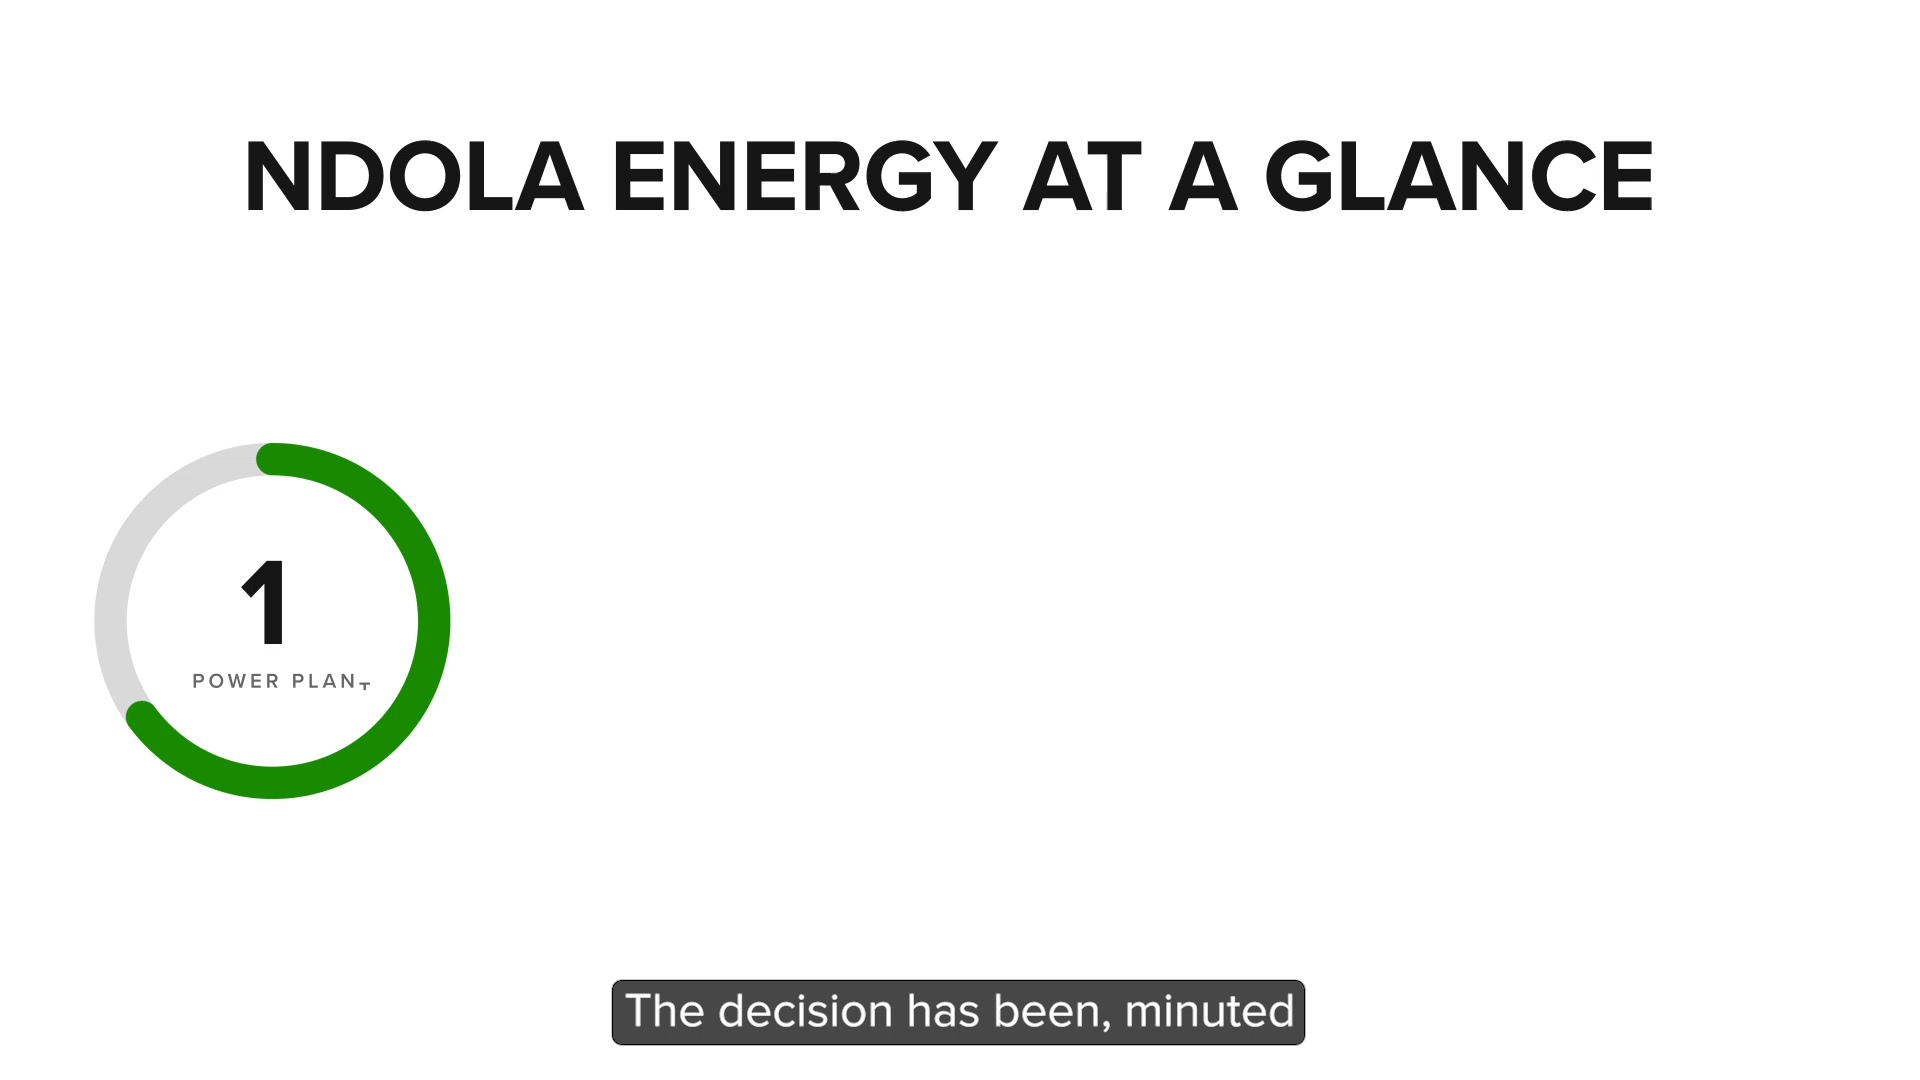 NDOLA ENERGY AT A GLANCE
1
POWER PLANT
The decision has been, minuted